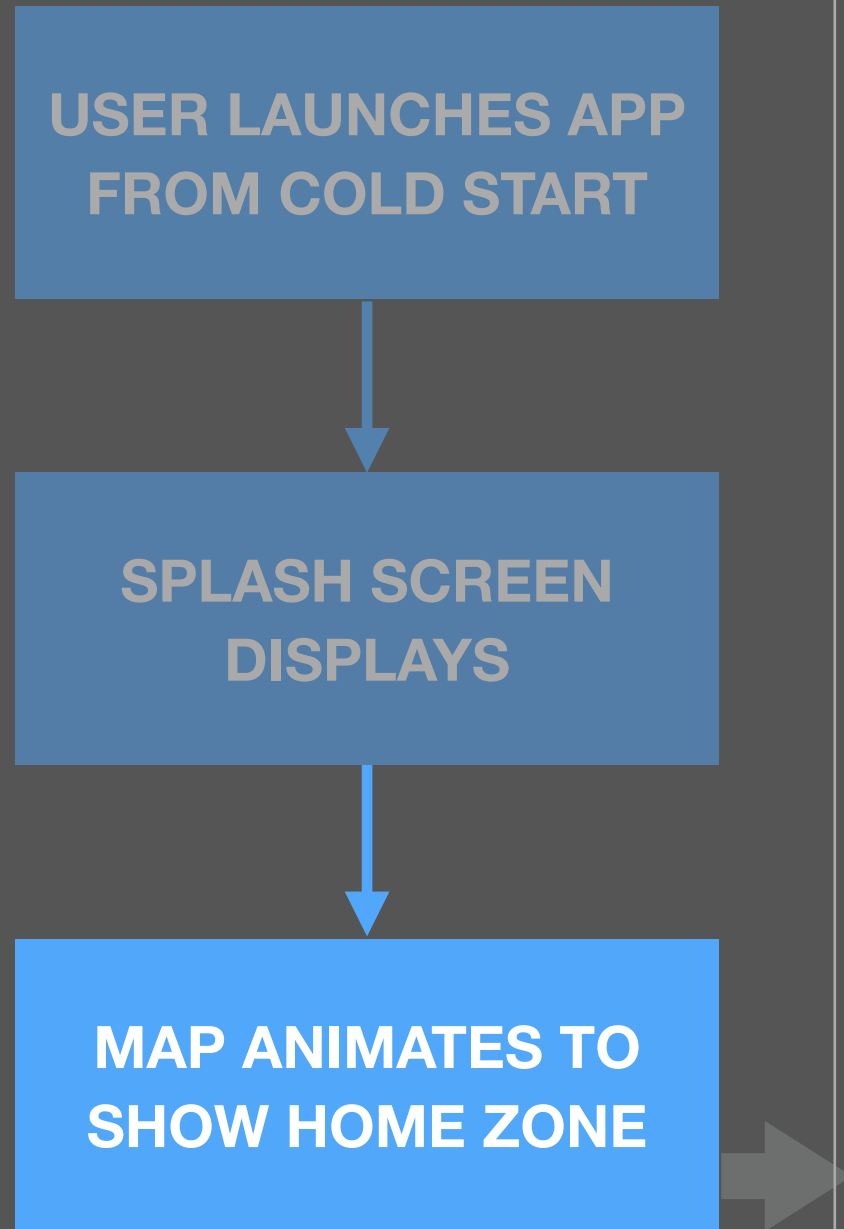 USER LAUNCHES APP
FROM COLD START
SPLASH SCREEN
DISPLAYS
MAP ANIMATES TO
SHOW HOME ZONE